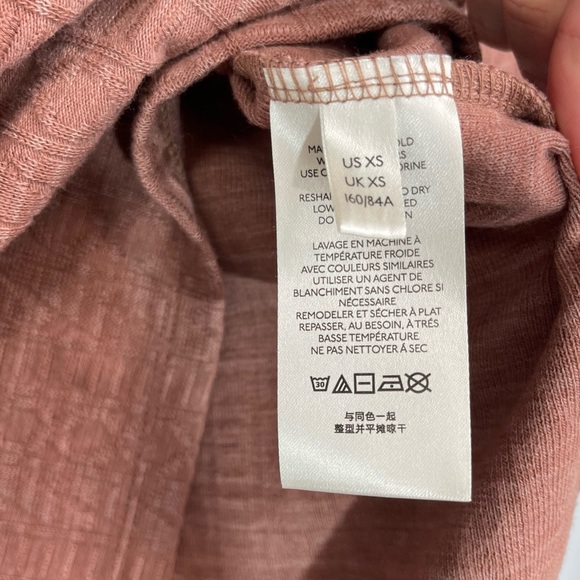 US XS
UK XS
160/84A
LAVAGE EN MACHINE À
TEMPÉRATURE FROIDE
AVEC COULEURS SIMILAIRES
UTILISER UN AGENT DE
BLANCHIMENT SANS CHLORE SI
NÉCESSAIRE
REMODELER ET SÉCHER À PLAT
REPASSER, AU BESOIN, À TRÉS
BASSE TEMPÉRATURE
NE PAS NETTOYER Á SEC
30
与同色一起
整型并平摊晾干